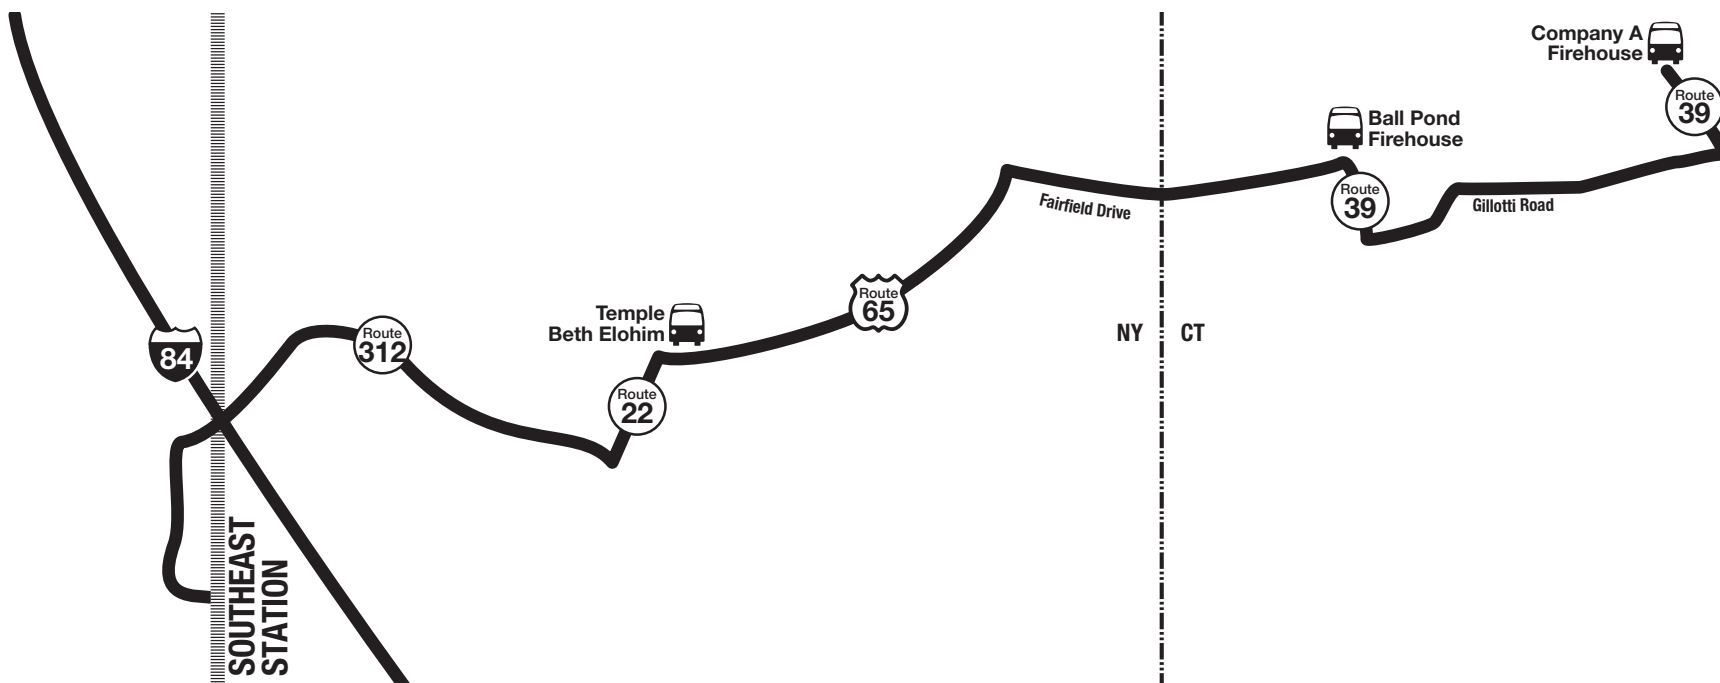 Company A
Firehouse
Route
39
Ball Pond
Firehouse
Route
39
Gillotti Road
Fairfield Drive
NY
CT
Route
65
Temple
Beth Elohim
Route
22
Route
312
84
SOUTHEAST
STATION